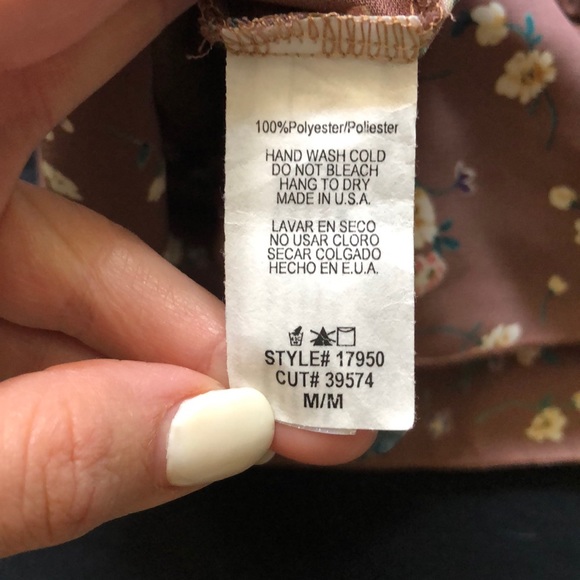 100%Polyester/Poliester
HAND WASH COLD
DO NOT BLEACH
HANG TO DRY
MADE IN U.S.A.
LAVAR EN SECO
NO USAR CLORO
SECAR COLGADO
HECHO EN E.U.A.
STYLE# 17950
CUT# 39574
M/M